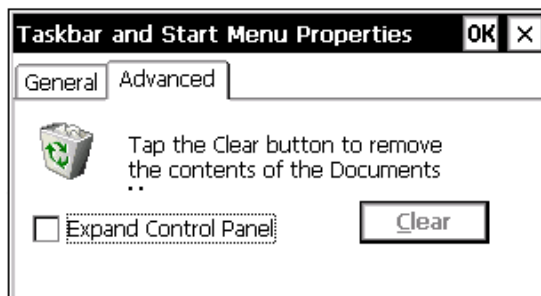 Taskbar and Start Menu Properties OK ×
General Advanced
Tap the Clear button to remove
the contents of the Documents
Expand Control Panel Clear